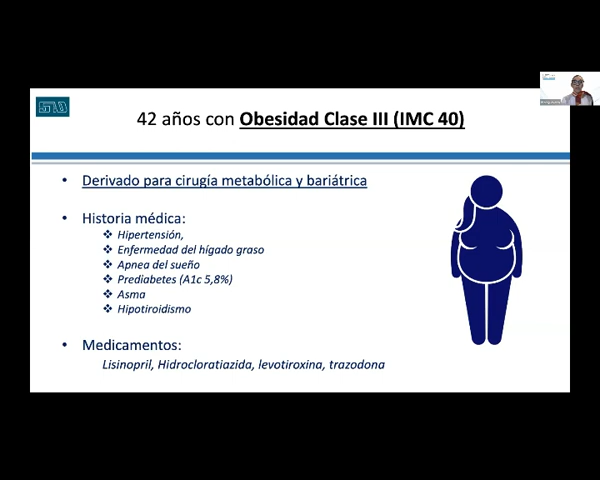 42 años con Obesidad Clase III (IMC 40)
• Derivado para cirugía metabólica y bariátrica
• Historia médica:
❖ Hipertensión,
❖ Enfermedad del hígado graso
❖ Apnea del sueño
❖ Prediabetes (A1c 5,8%)
❖ Asma
❖ Hipotiroidismo
• Medicamentos:
Lisinopril, Hidrocloratiazida, levotiroxina, trazodona